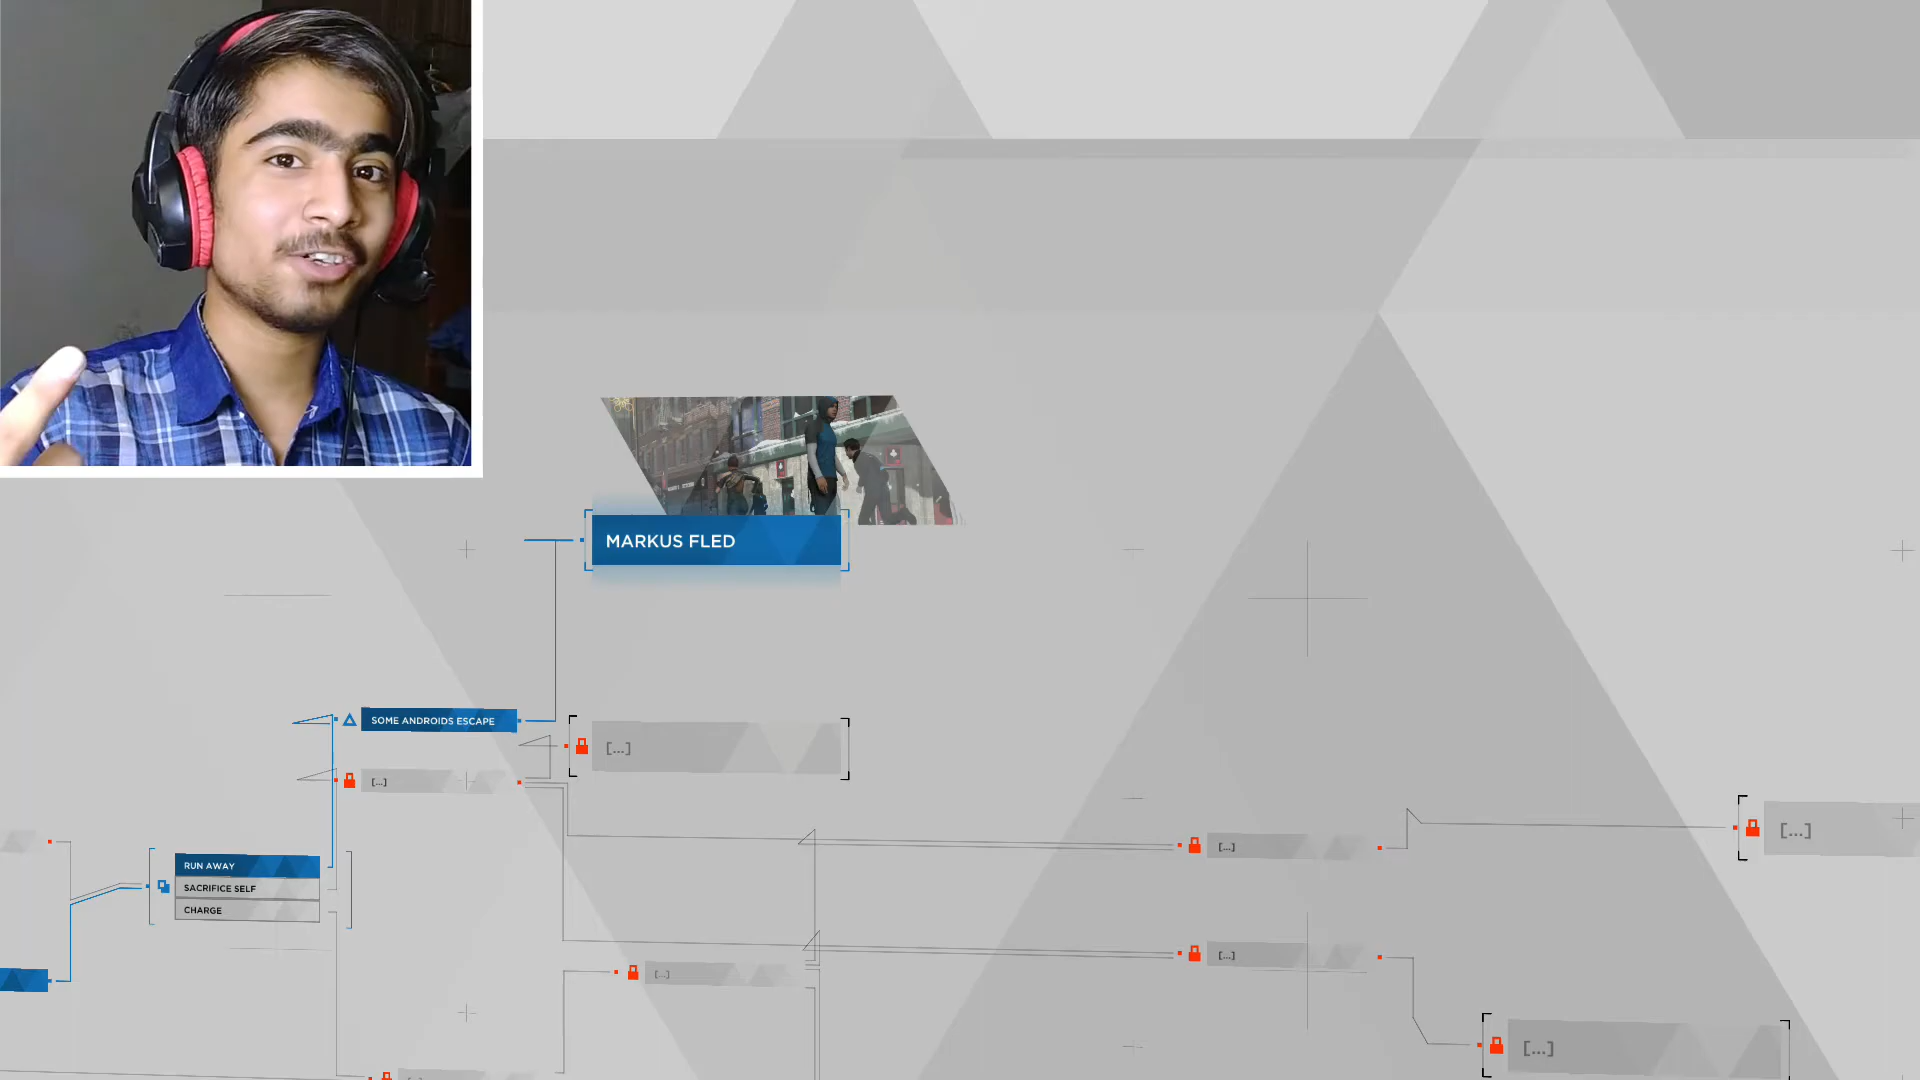 MARKUS FLED
SOME ANDROIDS ESCAPE
[...]
[...]
RUN AWAY
SACRIFICE SELF
CHARGE
[...]
[...]
[...]
[...]
[...]